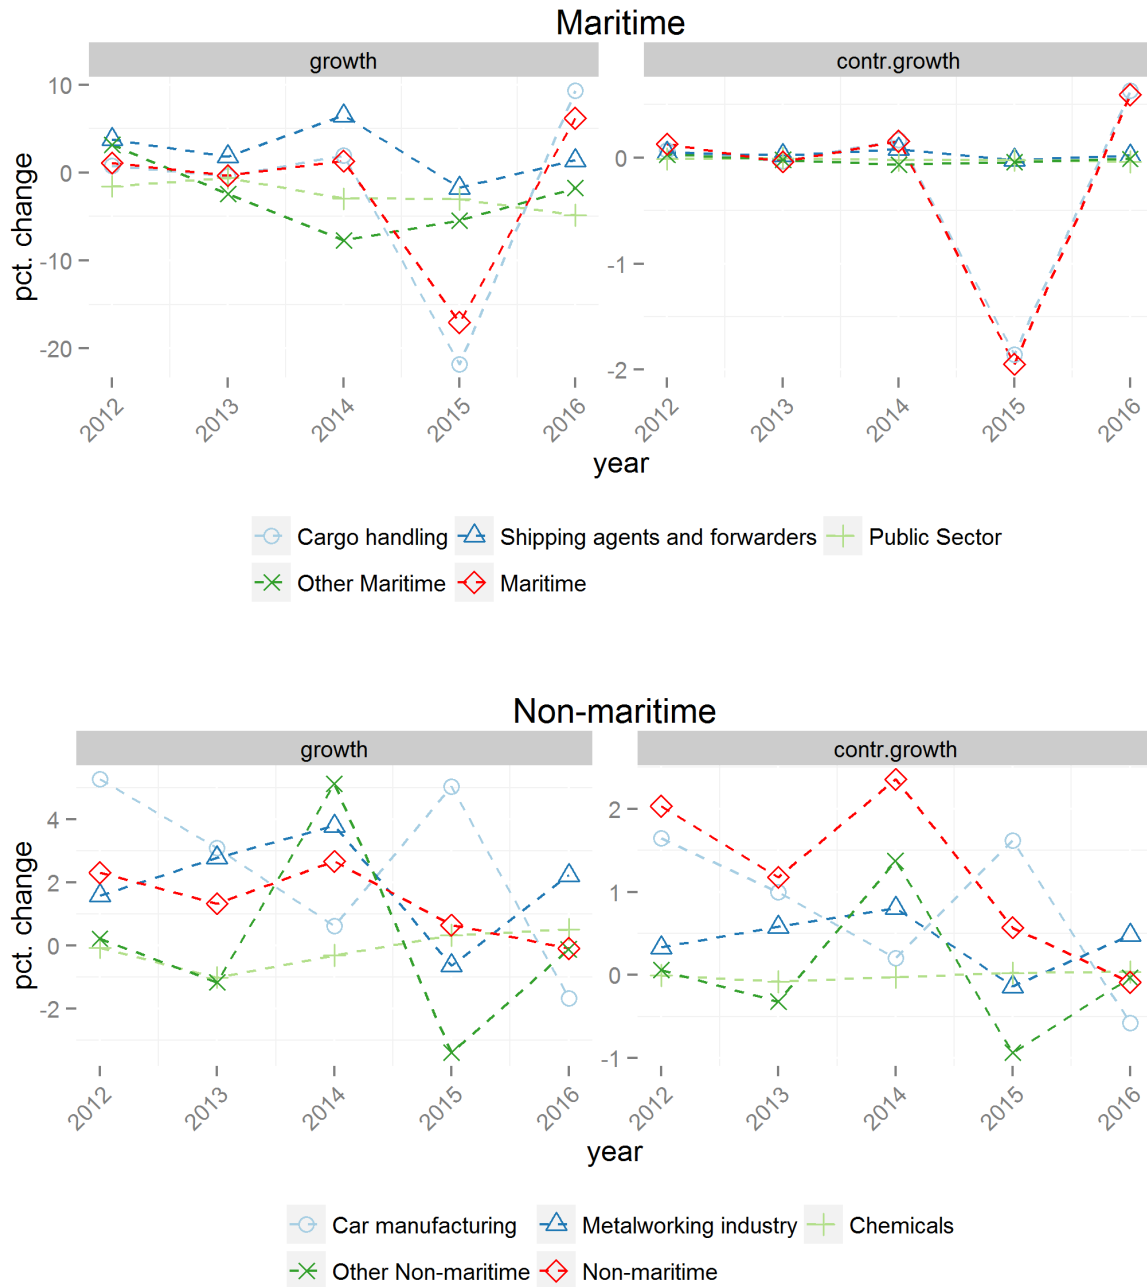 Maritime
growth contr.growth
10
0
-10
-20
0
-1
-2
pct. change
2012 2013 2014 2015 2016 2012 2013 2014 2015 2016
year
Cargo handling Shipping agents and forwarders Public Sector
Other Maritime Maritime
Non-maritime
growth contr.growth
4
2
0
-2
2
1
0
-1
pct. change
2012 2013 2014 2015 2016 2012 2013 2014 2015 2016
year
Car manufacturing Metalworking industry Chemicals
Other Non-maritime Non-maritime